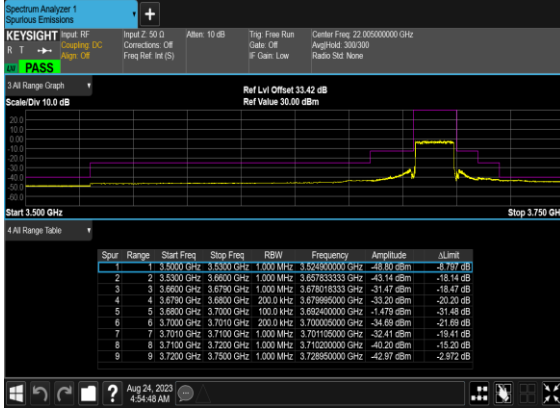 Spectrum Analyzer 1
Spurious Emissions
+
KEYSIGHT Input: RF Input Z: 50 Ω Atten: 10 dB Trig: Free Run Center Freq: 22.005000000 GHz
R T Coupling: DC Corrections: Off Gate: Off Avg|Hold: 300/300
Align: Off Freq Ref: Int (S) IF Gain: Low Radio Std: None
PASS
3 All Range Graph Ref Lvl Offset 33.42 dB
Scale/Div 10.0 dB Ref Value 30.00 dBm
20.0
10.0
0.00
-10.0
-20.0
-30.0
-40.0
-50.0
-60.0
Start 3.500 GHz Stop 3.750 GH
4 All Range Table
Spur Range Start Freq Stop Freq RBW Frequency Amplitude ΔLimit
1 1 3.5000 GHz 3.5300 GHz 1.000 MHz 3.524900000 GHz -48.80 dBm -8.797 dB
2 2 3.5300 GHz 3.6600 GHz 1.000 MHz 3.657833333 GHz -43.14 dBm -18.14 dB
3 3 3.6600 GHz 3.6790 GHz 1.000 MHz 3.678018333 GHz -31.47 dBm -18.47 dB
4 4 3.6790 GHz 3.6800 GHz 200.0 kHz 3.679995000 GHz -33.20 dBm -20.20 dB
5 5 3.6800 GHz 3.7000 GHz 100.0 kHz 3.692400000 GHz -1.479 dBm -31.48 dB
6 6 3.7000 GHz 3.7010 GHz 200.0 kHz 3.700005000 GHz -34.69 dBm -21.69 dB
7 7 3.7010 GHz 3.7100 GHz 1.000 MHz 3.701105000 GHz -32.41 dBm -19.41 dB
8 8 3.7100 GHz 3.7200 GHz 1.000 MHz 3.710200000 GHz -40.20 dBm -15.20 dB
9 9 3.7200 GHz 3.7500 GHz 1.000 MHz 3.728950000 GHz -42.97 dBm -2.972 dB
? Aug 24, 2023
4:54:48 AM